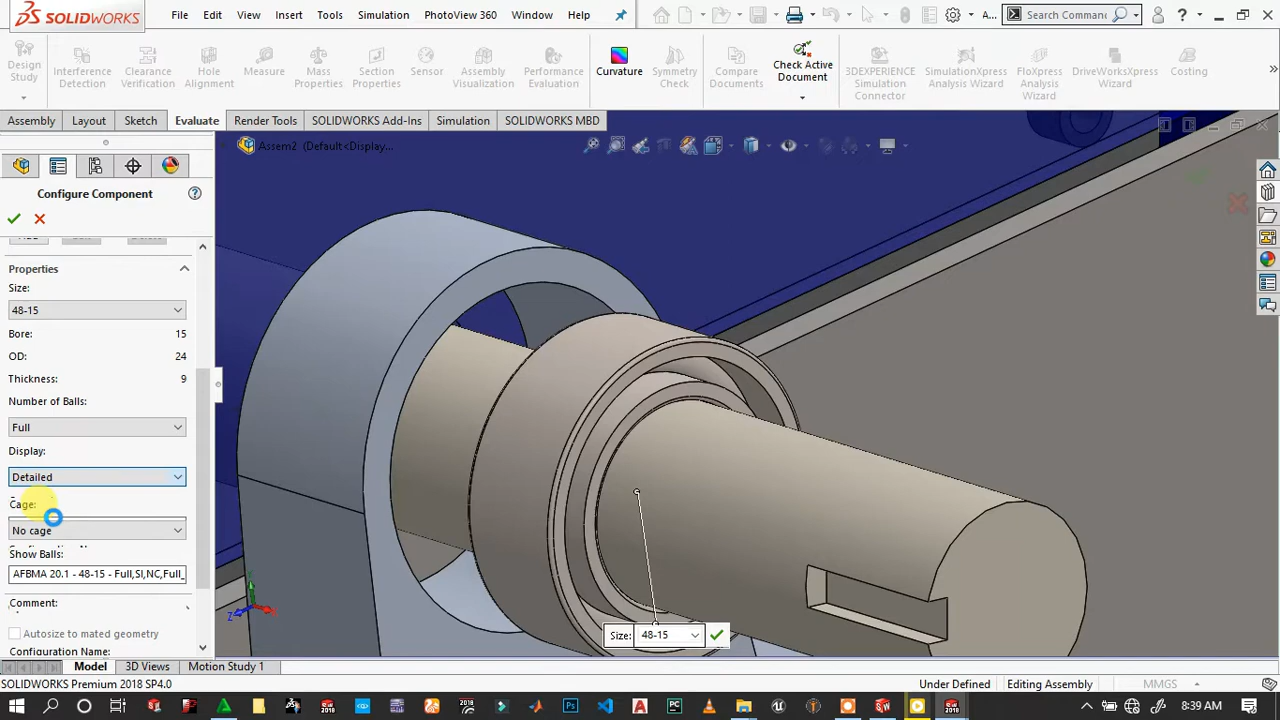 SOLIDWORKS
File Edit View Insert Tools Simulation PhotoView 360 Window Help
A... Search Comman
Design Study
Interference Detection
Clearance Verification
Hole Alignment
Measure
Mass Properties
Section Properties
Sensor
Assembly Visualization
Performance Evaluation
Curvature
Symmetry Check
Compare Documents
Check Active Document
3DEXPERIENCE SIMULATION Connector
SimulationXpress Analysis Wizard
FloXpress Analysis Wizard
DriveWorksXpress Wizard
Costing
Assembly Layout Sketch Evaluate Render Tools SOLIDWORKS Add-Ins Simulation SOLIDWORKS MBD
Assem2 (Default<Display...
Configure Component
Properties
Size:
48-15
Bore: 15
OD: 24
Thickness: 9
Number of Balls:
Full
Display:
Detailed
Cage:
No cage
Show Balls:
AFBMA 20.1 - 48-15 - Full,SI,NC,Full_
Comment:
Autosize to mated geometry
Configuration Name:
Size: 48-15
Model 3D Views Motion Study 1
SOLIDWORKS Premium 2018 SP4.0
Under Defined Editing Assembly MMGS
8:39 AM